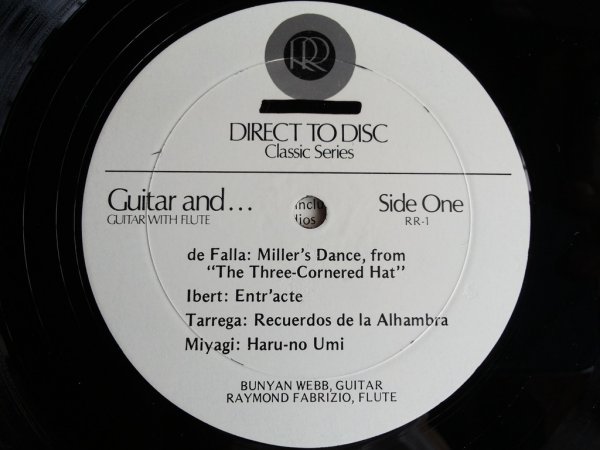 RR
DIRECT TO DISC
Classic Series
Guitar and...
GUITAR WITH FLUTE
Side One
RR-1
de Falla: Miller's Dance, from
"The Three-Cornered Hat"
Ibert: Entr'acte
Tarrega: Recuerdos de la Alhambra
Miyagi: Haru-no Umi
BUNYAN WEBB, GUITAR
RAYMOND FABRIZIO, FLUTE